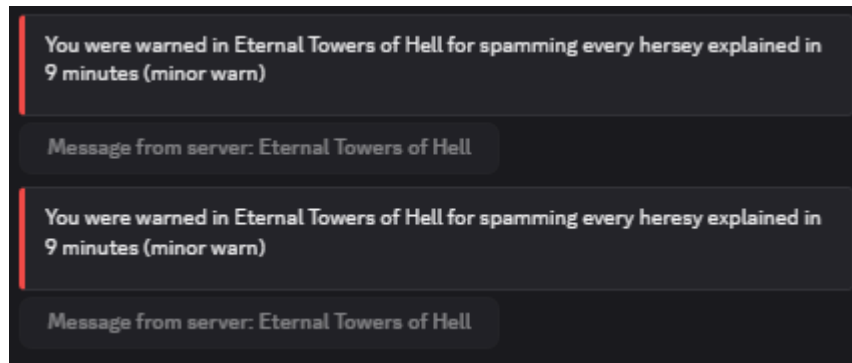 You were warned in Eternal Towers of Hell for spamming every hersey explained in
9 minutes (minor warn)
Message from server: Eternal Towers of Hell
You were warned in Eternal Towers of Hell for spamming every heresy explained in
9 minutes (minor warn)
Message from server: Eternal Towers of Hell